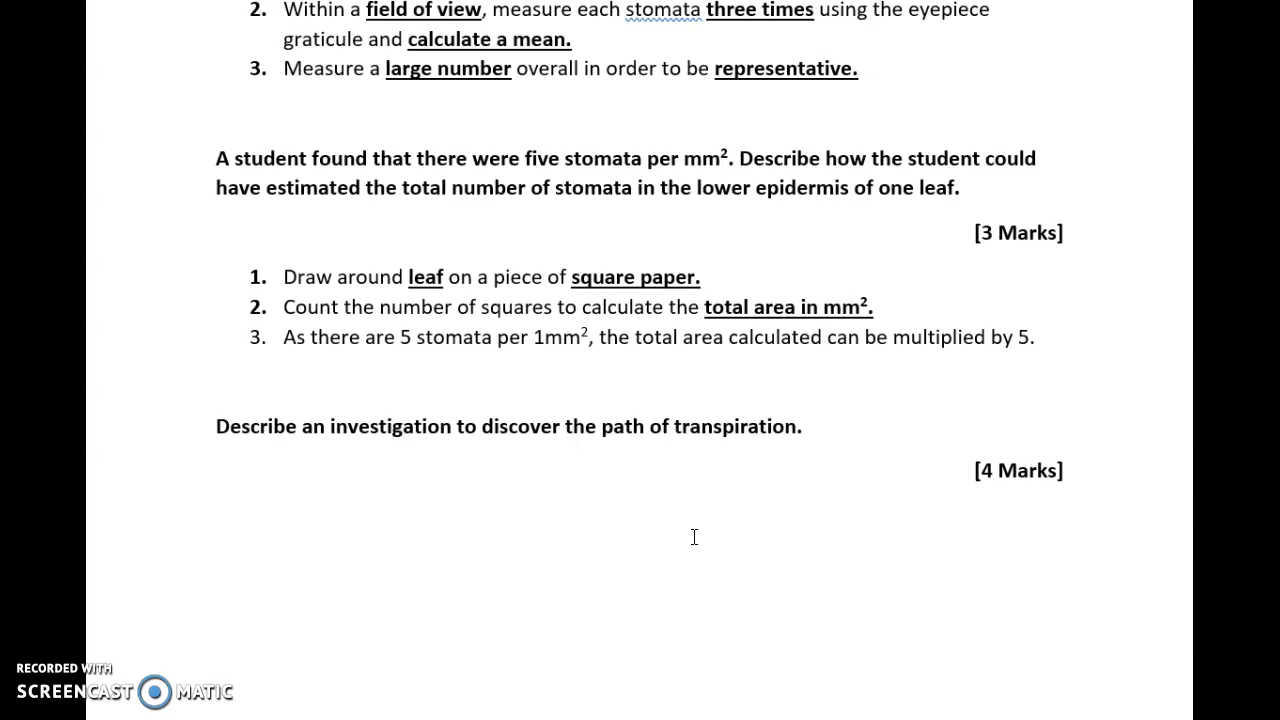 2. Within a field of view, measure each stomata three times using the eyepiece
graticule and calculate a mean.
3. Measure a large number overall in order to be representative.
A student found that there were five stomata per mm². Describe how the student could
have estimated the total number of stomata in the lower epidermis of one leaf.
[3 Marks]
1. Draw around leaf on a piece of square paper.
2. Count the number of squares to calculate the total area in mm².
3. As there are 5 stomata per 1mm², the total area calculated can be multiplied by 5.
Describe an investigation to discover the path of transpiration.
[4 Marks]
RECORDED WITH
SCREENCAST MATIC